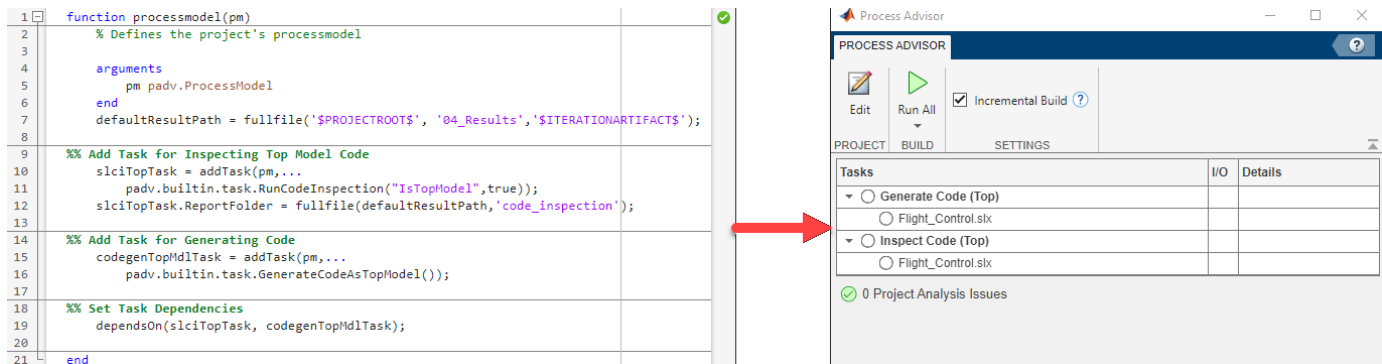 1 function processmodel(pm)
2 % Defines the project's processmodel
3
4 arguments
5 pm padv.ProcessModel
6 end
7 defaultResultPath = fullfile('$PROJECTROOT$', '04_Results','$ITERATIONARTIFACT$');
8
9 %% Add Task for Inspecting Top Model Code
10 slciTopTask = addTask(pm,...
11 padv.builtin.task.RunCodeInspection("IsTopModel",true));
12 slciTopTask.ReportFolder = fullfile(defaultResultPath,'code_inspection');
13
14 %% Add Task for Generating Code
15 codegenTopMdlTask = addTask(pm,...
16 padv.builtin.task.GenerateCodeAsTopModel());
17
18 %% Set Task Dependencies
19 dependsOn(slciTopTask, codegenTopMdlTask);
20
21 end
Process Advisor
PROCESS ADVISOR
?
Edit
Run All
Incremental Build ?
PROJECT BUILD SETTINGS
Tasks I/O Details
Generate Code (Top)
Flight_Control.slx
Inspect Code (Top)
Flight_Control.slx
0 Project Analysis Issues